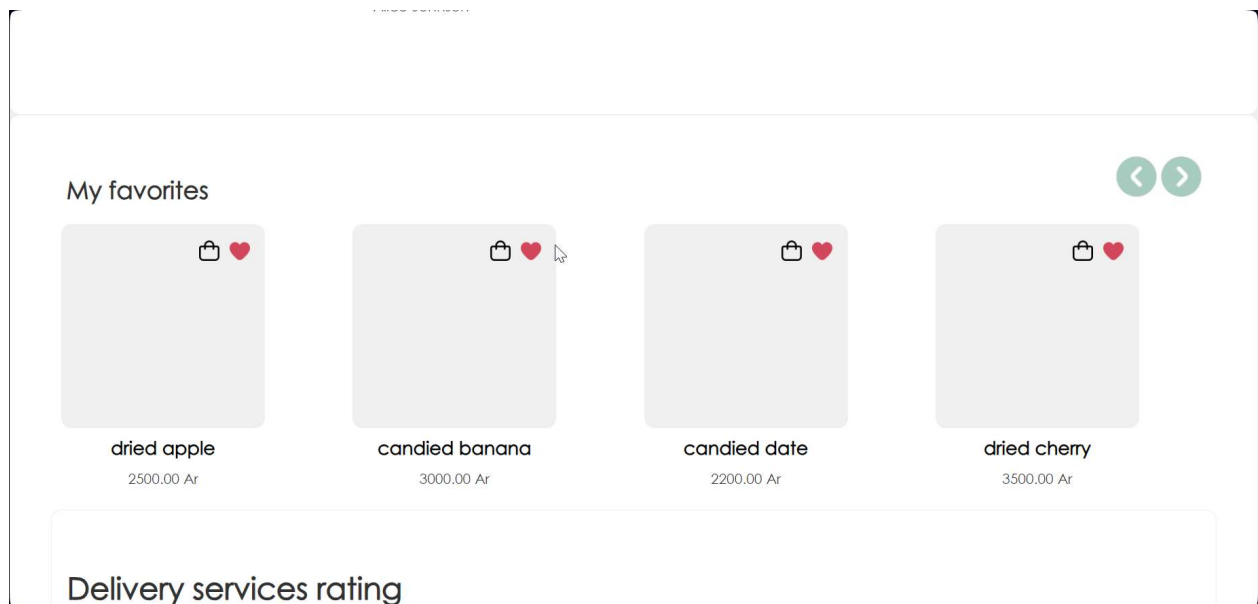 My favorites
dried apple
2500.00 Ar
candied banana
3000.00 Ar
candied date
2200.00 Ar
dried cherry
3500.00 Ar
Delivery services rating